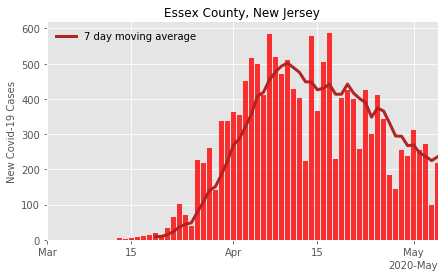 Essex County, New Jersey
7 day moving average
New Covid-19 Cases
600
500
400
300
200
100
0
Mar 15 Apr 15 May
2020-May